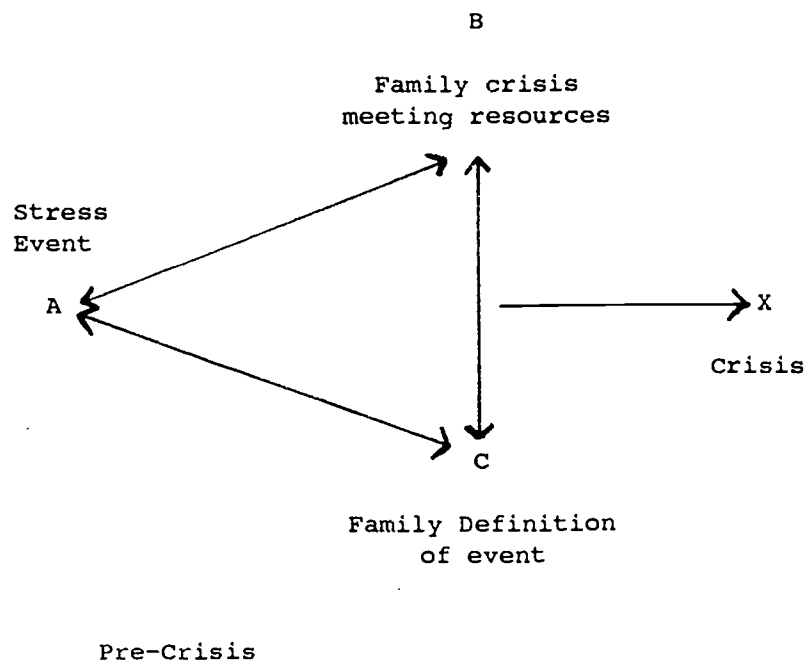 B
Family crisis
meeting resources
Stress
Event
A
X
Crisis
C
Family Definition
of event
Pre-Crisis